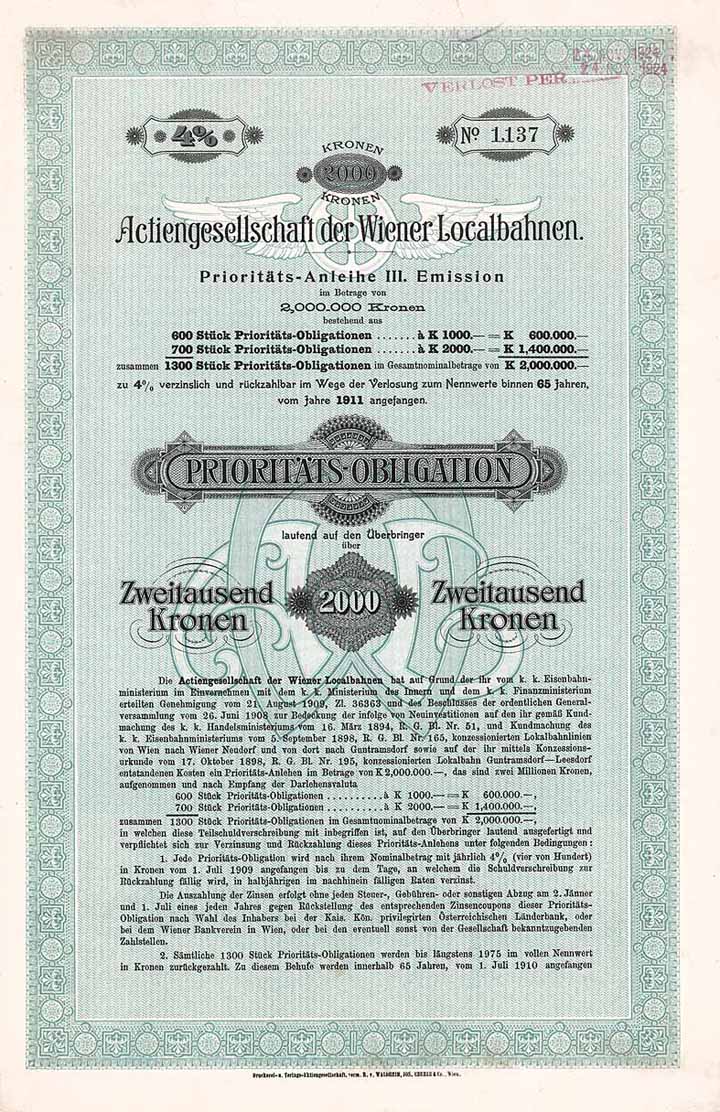 VERLOST PER
1924
4%
No 1.137
KRONEN
2000
KRONEN
Actiengesellschaft der Wiener Localbahnen.
Prioritäts-Anleihe III. Emission
im Betrage von
2,000.000 Kronen
bestehend aus
600 Stück Prioritäts-Obligationen ...... à K 1000.— = K 600.000.—
700 Stück Prioritäts-Obligationen ...... à K 2000.— = K 1,400.000.—
zusammen 1300 Stück Prioritäts-Obligationen im Gesamtnominalbetrage von K 2,000.000.—
zu 4% verzinslich und rückzahlbar im Wege der Verlosung zum Nennwerte binnen 65 Jahren,
vom Jahre 1911 angefangen.
PRIORITÄTS-OBLIGATION
lautend auf den Überbringer
über
Zweitausend Kronen
2000
Zweitausend Kronen
Die Actiengesellschaft der Wiener Localbahnen hat auf Grund der ihr vom k. k. Eisenbahn-
ministerium im Einvernehmen mit dem k. k. Ministerium des Innern und dem k. k. Finanzministerium
erteilten Genehmigung vom 21. August 1909, Zl. 36363 und des Beschlusses der ordentlichen General-
versammlung vom 26. Juni 1908 zur Bedeckung der infolge von Neuinvestitionen auf den ihr gemäß Kund-
machung des k. k. Handelsministeriums vom 16. März 1894, R. G. Bl. Nr. 51, und Kundmachung des
k. k. Eisenbahnministeriums vom 5. September 1898, R. G. Bl. Nr. 165, konzessionierten Lokalbahnlinien
von Wien nach Wiener Neudorf und von dort nach Guntramsdorf sowie auf der ihr mittels Konzessions-
urkunde vom 17. Oktober 1898, R. G. Bl. Nr. 195, konzessionierten Lokalbahn Guntramsdorf—Leesdorf
entstandenen Kosten ein Prioritäts-Anlehen im Betrage von K 2,000.000.—, das sind zwei Millionen Kronen,
aufgenommen und nach Empfang der Darlehensvaluta
600 Stück Prioritäts-Obligationen .......... à K 1000.— = K 600.000.—,
700 Stück Prioritäts-Obligationen .......... à K 2000.— = K 1,400.000.—,
zusammen 1300 Stück Prioritäts-Obligationen im Gesamtnominalbetrage von K 2,000.000.—,
in welchen diese Teilschuldverschreibung mit inbegriffen ist, auf den Überbringer lautend ausgefertigt und
verpflichtet sich zur Verzinsung und Rückzahlung dieses Prioritäts-Anlehens unter folgenden Bedingungen:
1. Jede Prioritäts-Obligation wird nach ihrem Nominalbetrag mit jährlich 4% (vier von Hundert)
in Kronen vom 1. Juli 1909 angefangen bis zu dem Tage, an welchem die Schuldverschreibung zur
Rückzahlung fällig wird, in halbjährigen im nachhinein fälligen Raten verzinst.
Die Auszahlung der Zinsen erfolgt ohne jeden Steuer-, Gebühren- oder sonstigen Abzug am 2. Jänner
und 1. Juli eines jeden Jahres gegen Rückstellung des entsprechenden Zinsencoupons dieser Prioritäts-
Obligation nach Wahl des Inhabers bei der Kais. Kön. privilegirten Österreichischen Länderbank, oder
bei dem Wiener Bankverein in Wien, oder bei den eventuell sonst von der Gesellschaft bekanntzugebenden
Zahlstellen.
2. Sämtliche 1300 Stück Prioritäts-Obligationen werden bis längstens 1975 im vollen Nennwert
in Kronen zurückgezahlt. Zu diesem Behufe werden innerhalb 65 Jahren, vom 1. Juli 1910 angefangen
Druckerei- u. Verlags-Aktiengesellschaft, vorm. R. v. WALDHEIM, JOS. EBERLE & Co., Wien.